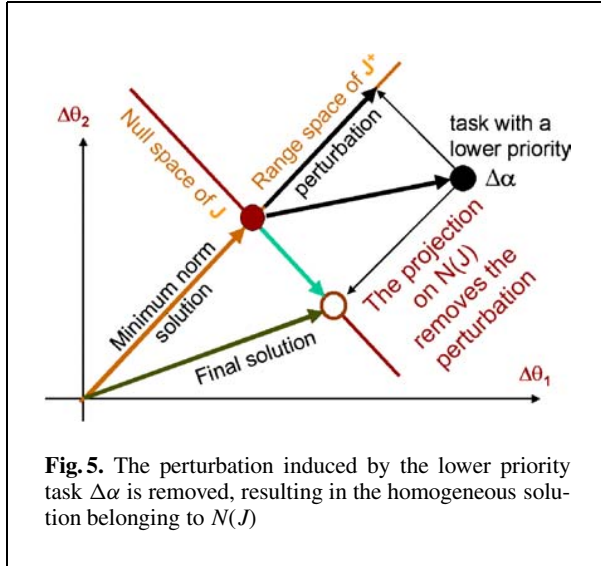 Δθ₂
Null space of J
Range space of J⁺
perturbation
task with a
lower priority
Δα
Minimum norm
solution
Final solution
The projection
on N(J)
removes the
perturbation
Δθ₁
Fig. 5. The perturbation induced by the lower priority
task Δα is removed, resulting in the homogeneous solu-
tion belonging to N(J)